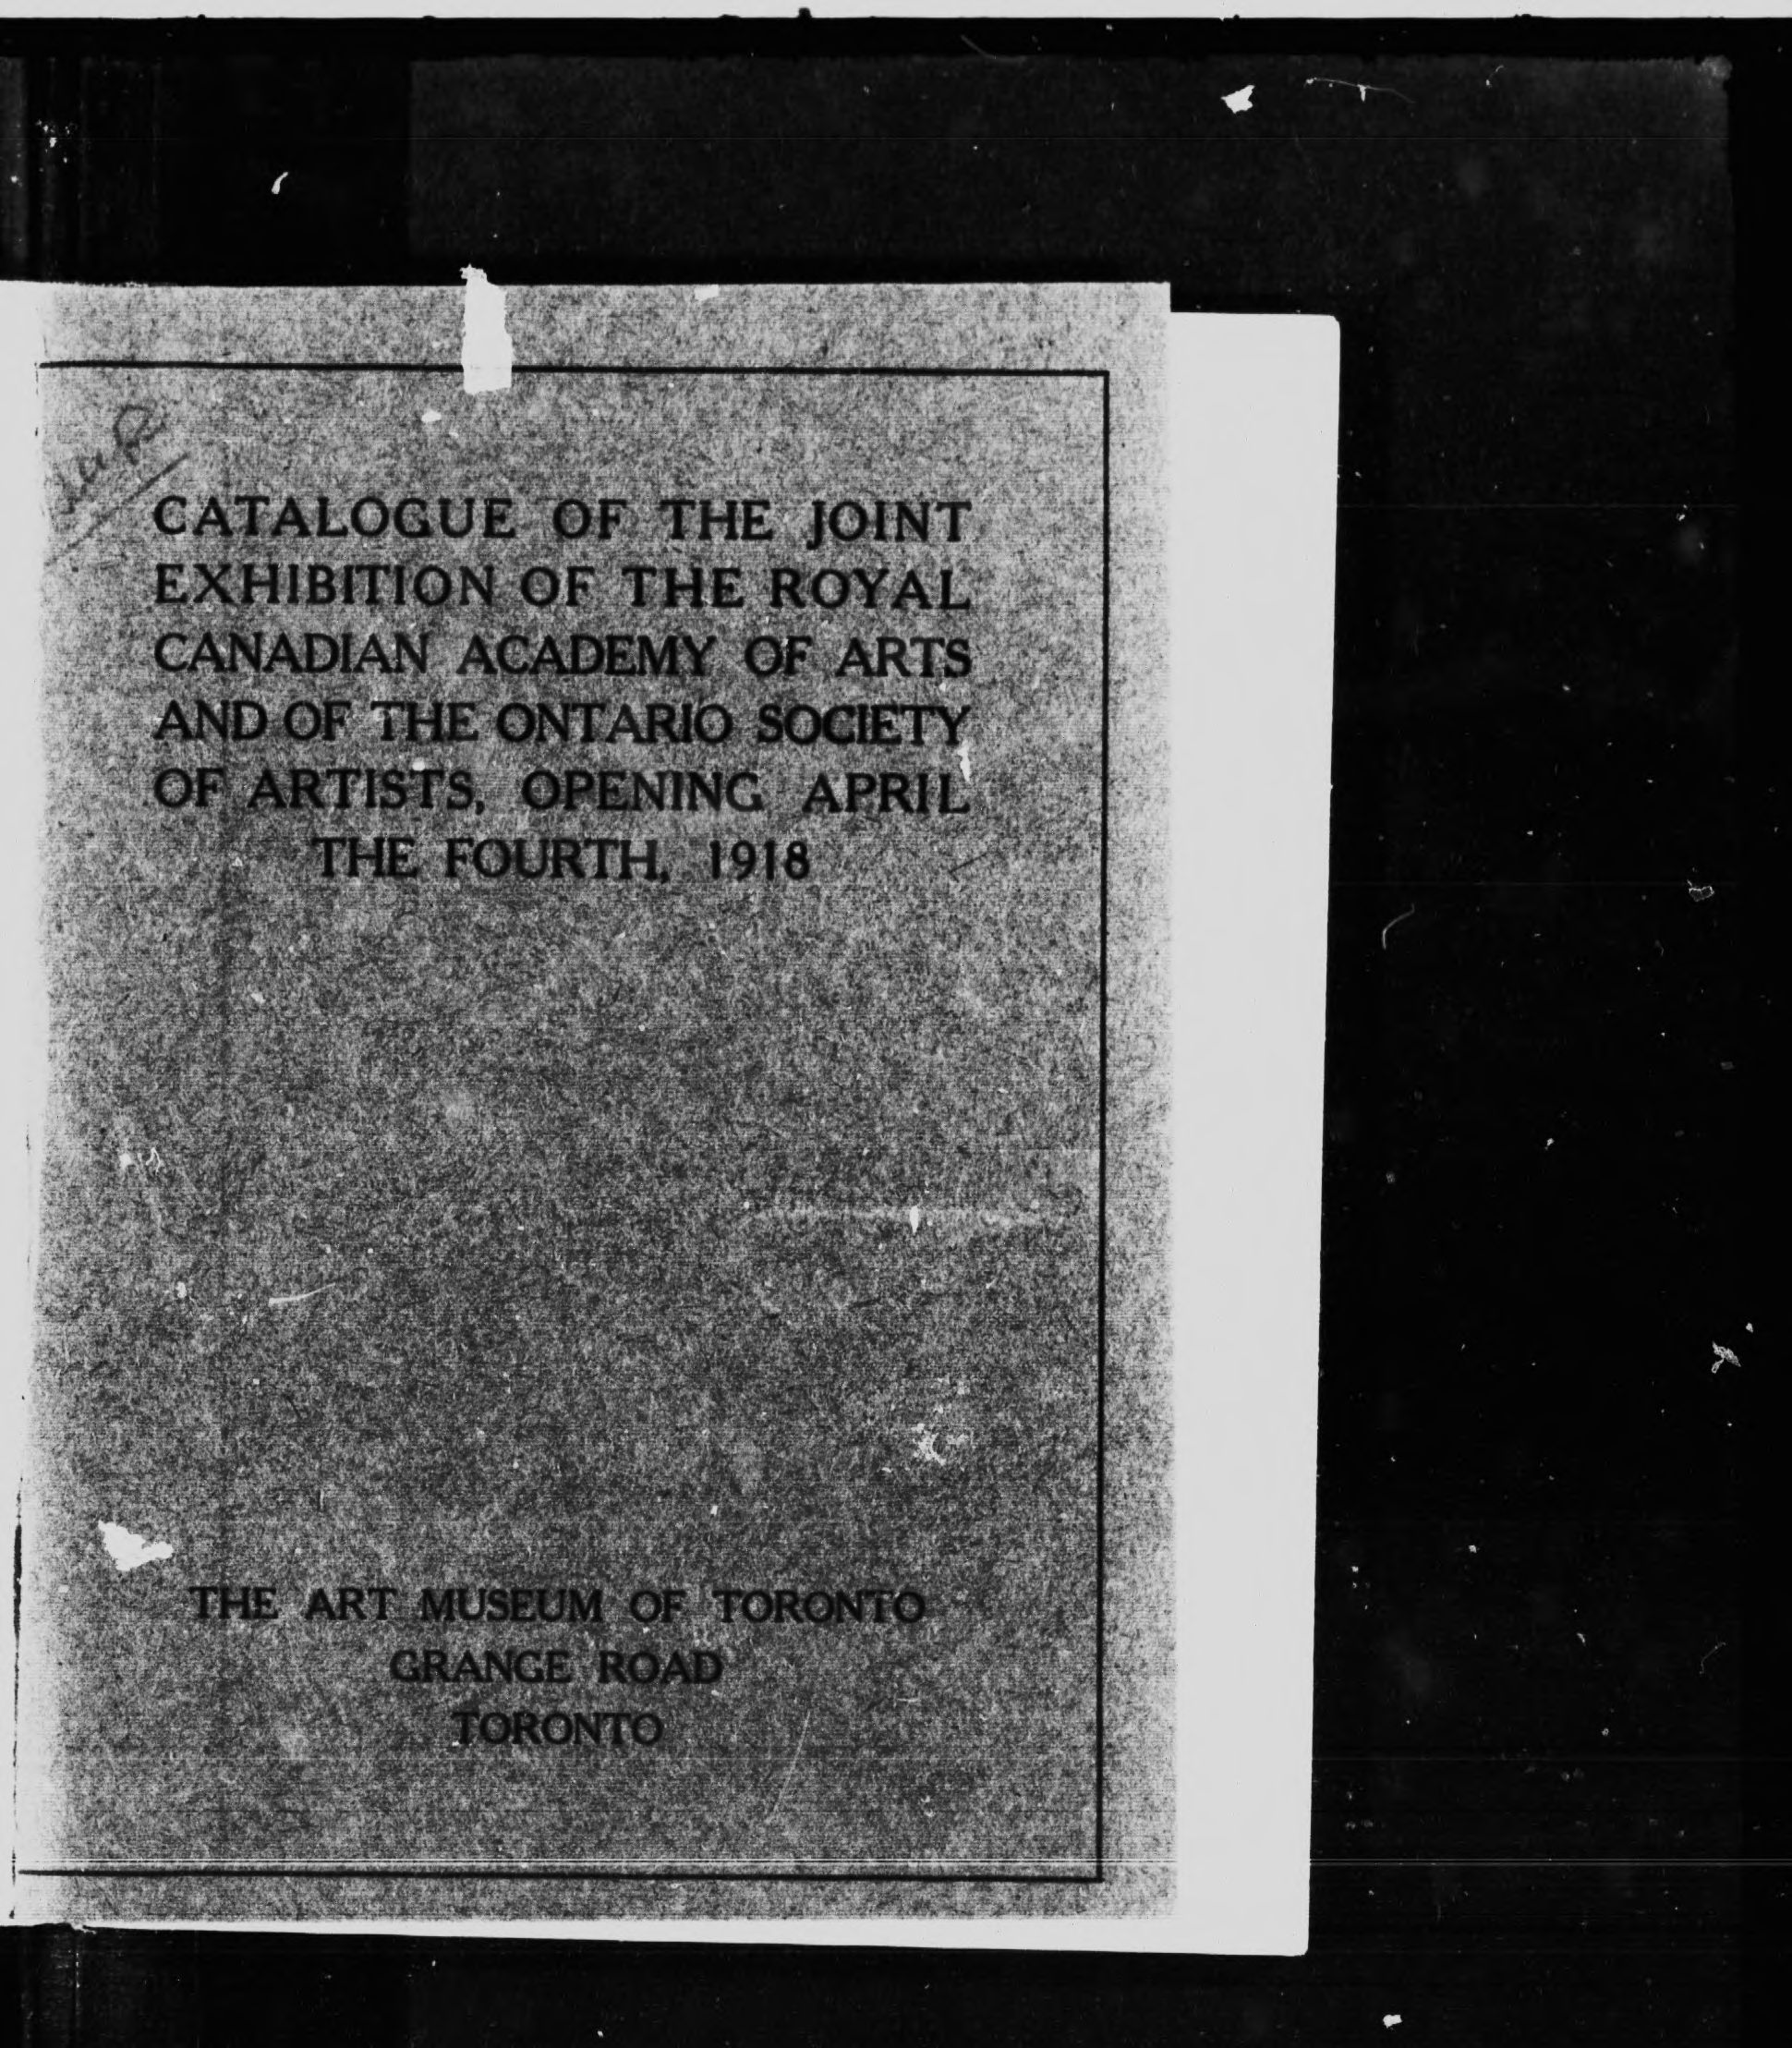 CATALOGUE OF THE JOINT
EXHIBITION OF THE ROYAL
CANADIAN ACADEMY OF ARTS
AND OF THE ONTARIO SOCIETY
OF ARTISTS, OPENING APRIL
THE FOURTH, 1918
THE ART MUSEUM OF TORONTO
GRANGE ROAD
TORONTO